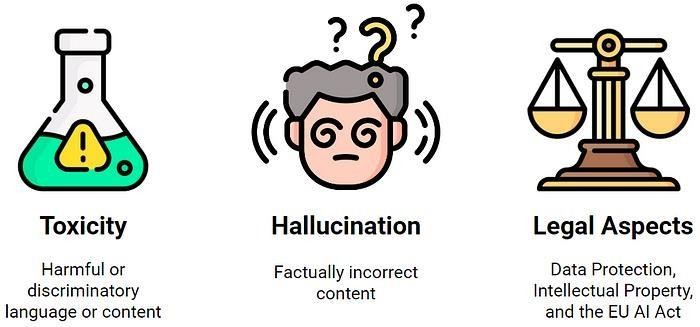 Toxicity
Harmful or
discriminatory
language or content
Hallucination
Factually incorrect
content
Legal Aspects
Data Protection,
Intellectual Property,
and the EU AI Act